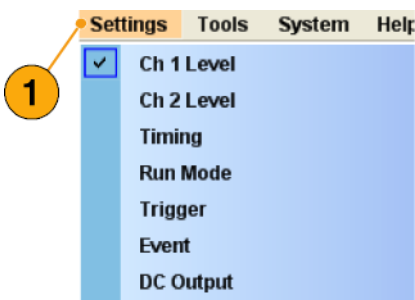 Settings Tools System Help
1
Ch 1 Level
Ch 2 Level
Timing
Run Mode
Trigger
Event
DC Output